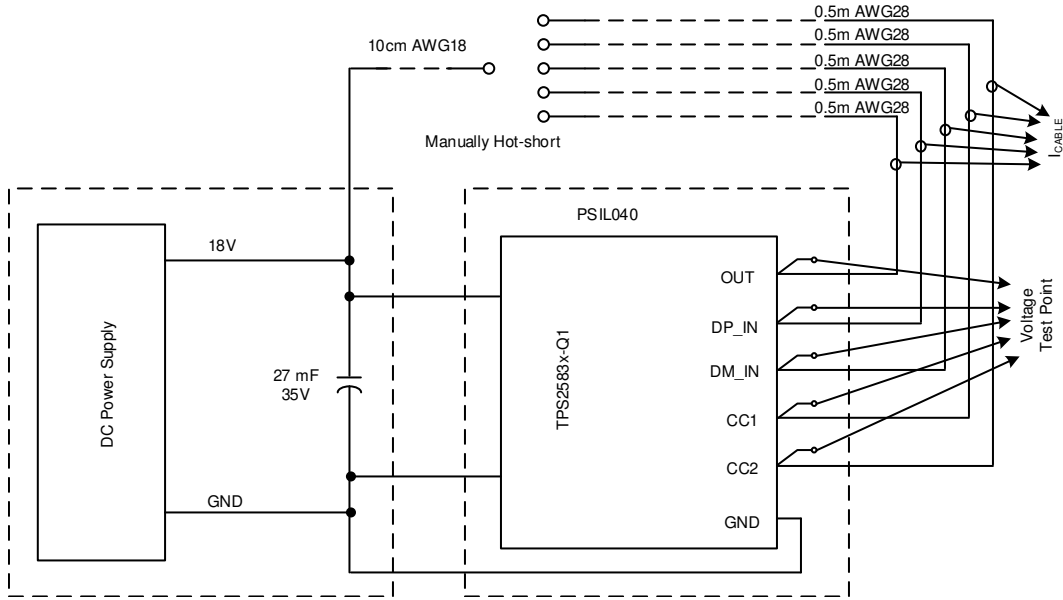 0.5m AWG28
0.5m AWG28
10cm AWG18
0.5m AWG28
0.5m AWG28
0.5m AWG28
Manually Hot-short
ICABLE
PSIL040
18V
OUT
DP_IN
DM_IN
CC1
CC2
GND
DC Power Supply
27 mF
35V
TPS2583x-Q1
Voltage
Test Point
GND